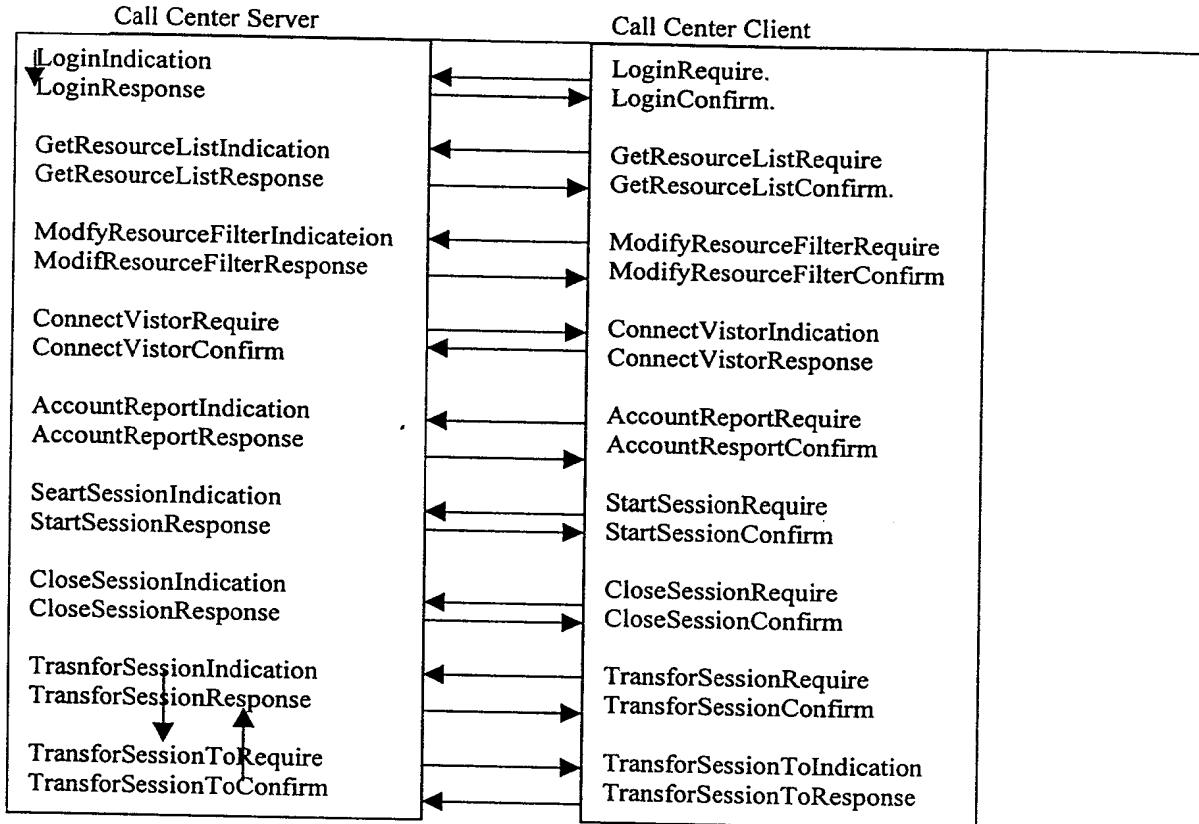 Call Center Server
Call Center Client
LoginIndication
LoginResponse
LoginRequire.
LoginConfirm.
GetResourceListIndication
GetResourceListResponse
GetResourceListRequire
GetResourceListConfirm.
ModfyResourceFilterIndicateion
ModifResourceFilterResponse
ModifyResourceFilterRequire
ModifyResourceFilterConfirm
ConnectVistorRequire
ConnectVistorConfirm
ConnectVistorIndication
ConnectVistorResponse
AccountReportIndication
AccountReportResponse
AccountReportRequire
AccountResportConfirm
SeartSessionIndication
StartSessionResponse
StartSessionRequire
StartSessionConfirm
CloseSessionIndication
CloseSessionResponse
CloseSessionRequire
CloseSessionConfirm
TrasnforSessionIndication
TransforSessionResponse
TransforSessionRequire
TransforSessionConfirm
TransforSessionToRequire
TransforSessionToConfirm
TransforSessionToIndication
TransforSessionToResponse